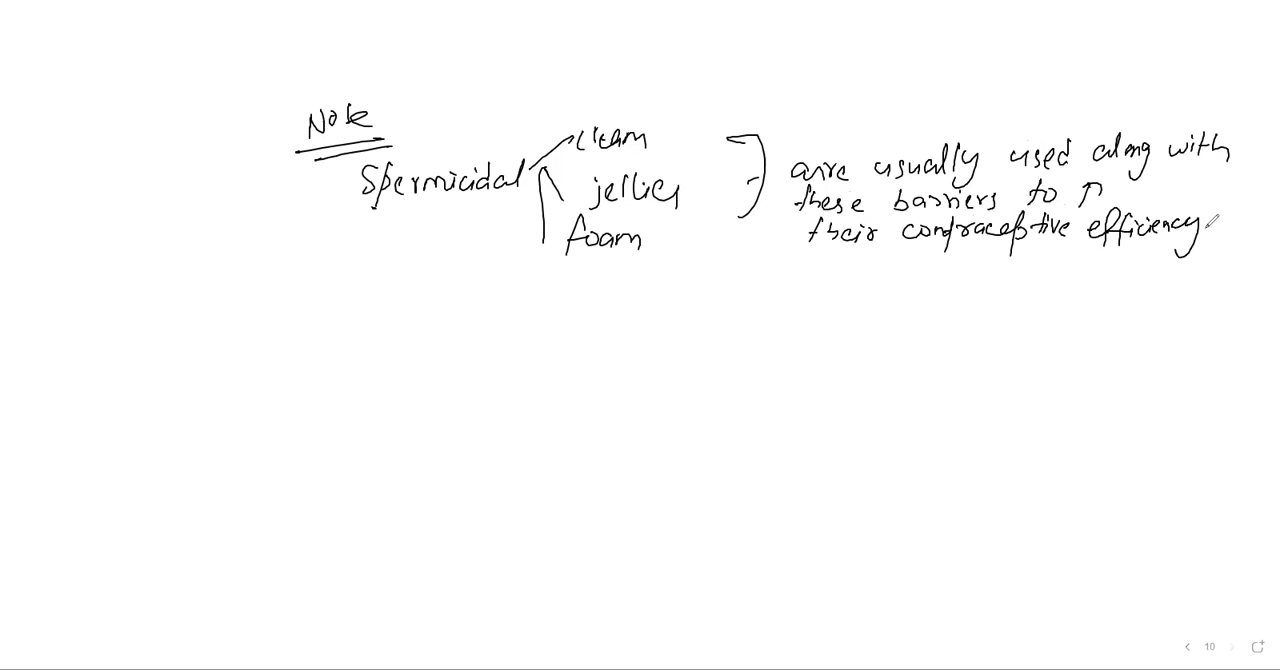 Note
Spermicidal
cream
jellies
foam
are usually used along with
these barriers to ↑
their contraceptive efficiency.
10